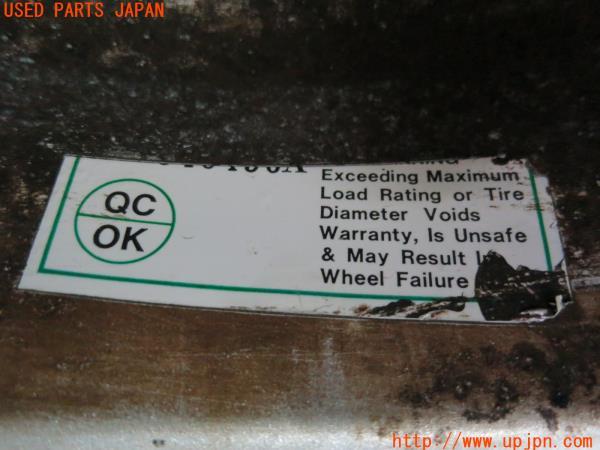 USED PARTS JAPAN
QC
OK
Exceeding Maximum
Load Rating or Tire
Diameter Voids
Warranty, Is Unsafe
& May Result In
Wheel Failure
http://www.upjpn.com/